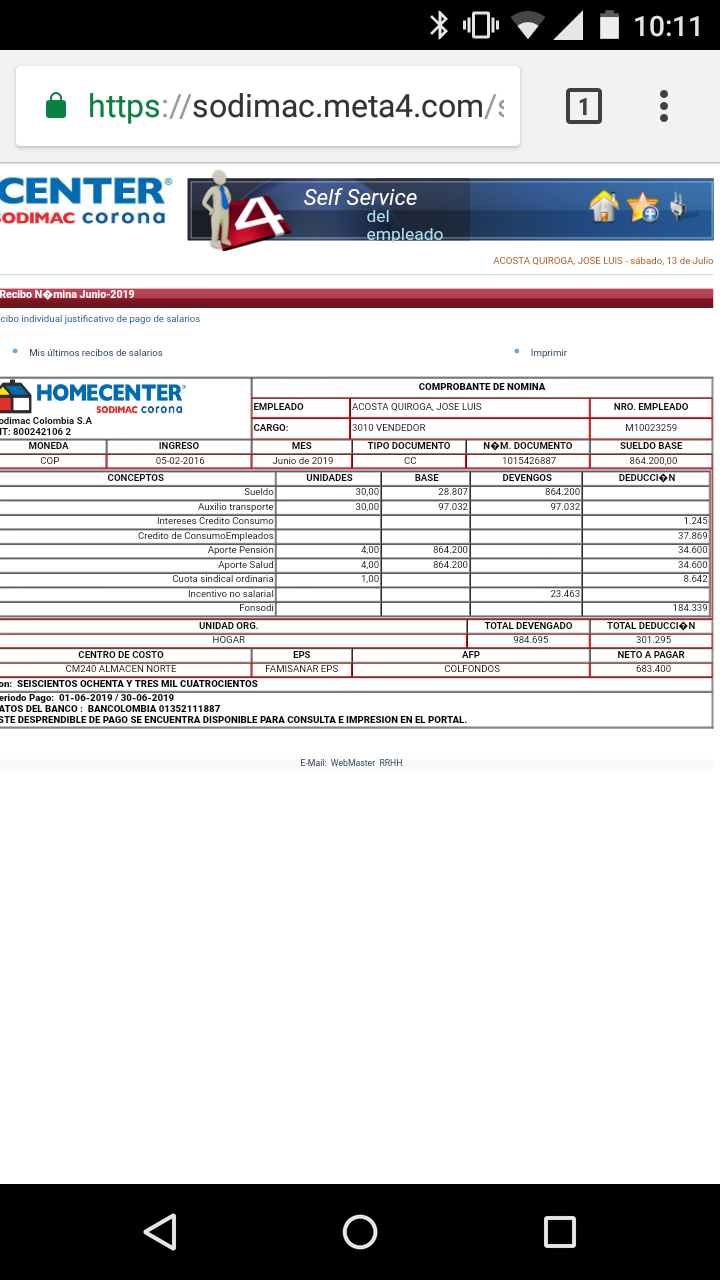 10:11
https://sodimac.meta4.com/s
1
CENTER®
SODIMAC corona
4
Self Service
del
empleado
ACOSTA QUIROGA, JOSE LUIS - sábado, 13 de Julio
Recibo N�mina Junio-2019
cibo individual justificativo de pago de salarios
Mis últimos recibos de salarios Imprimir
HOMECENTER®
SODIMAC corona
odimac Colombia S.A
IT: 800242106 2
COMPROBANTE DE NOMINA
EMPLEADO ACOSTA QUIROGA, JOSE LUIS NRO. EMPLEADO
CARGO: 3010 VENDEDOR M10023259
MONEDA INGRESO MES TIPO DOCUMENTO N�M. DOCUMENTO SUELDO BASE
COP 05-02-2016 Junio de 2019 CC 1015426887 864.200,00
CONCEPTOS UNIDADES BASE DEVENGOS DEDUCCI�N
Sueldo 30,00 28.807 864.200
Auxilio transporte 30,00 97.032 97.032
Intereses Credito Consumo 1.245
Credito de ConsumoEmpleados 37.869
Aporte Pensión 4,00 864.200 34.600
Aporte Salud 4,00 864.200 34.600
Cuota sindical ordinaria 1,00 8.642
Incentivo no salarial 23.463
Fonsodi 184.339
UNIDAD ORG. TOTAL DEVENGADO TOTAL DEDUCCI�N
HOGAR 984.695 301.295
CENTRO DE COSTO EPS AFP NETO A PAGAR
CM240 ALMACEN NORTE FAMISANAR EPS COLFONDOS 683.400
on: SEISCIENTOS OCHENTA Y TRES MIL CUATROCIENTOS
eriodo Pago: 01-06-2019 / 30-06-2019
ATOS DEL BANCO : BANCOLOMBIA 01352111887
STE DESPRENDIBLE DE PAGO SE ENCUENTRA DISPONIBLE PARA CONSULTA E IMPRESION EN EL PORTAL.
E-Mail: WebMaster RRHH